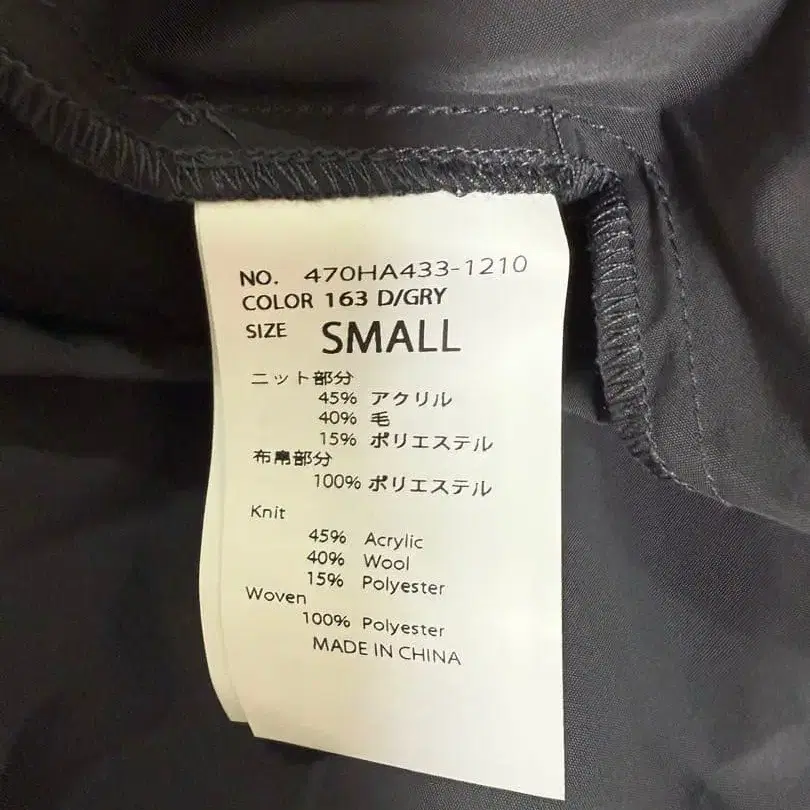 NO. 470HA433-1210
COLOR 163 D/GRY
SIZE SMALL
ニット部分
45% アクリル
40% 毛
15% ポリエステル
布帛部分
100% ポリエステル
Knit
45% Acrylic
40% Wool
15% Polyester
Woven
100% Polyester
MADE IN CHINA